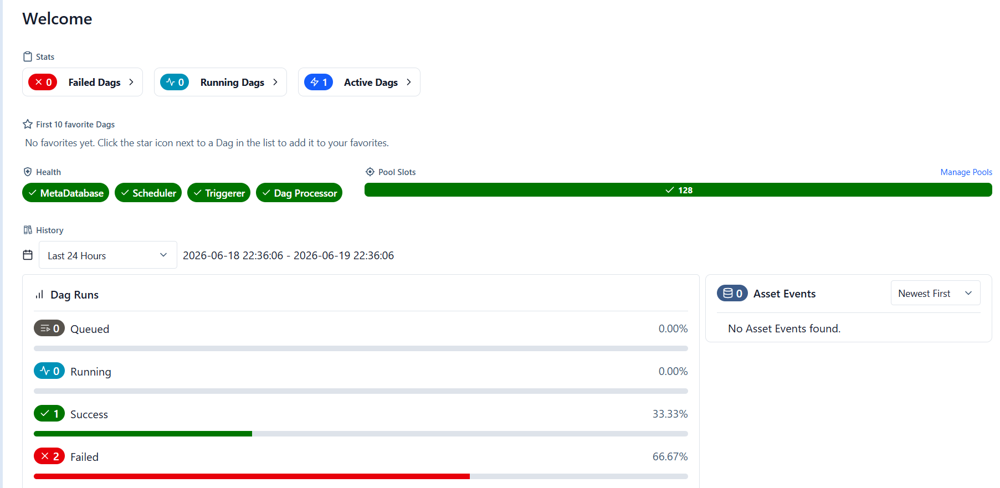 Welcome
Stats
0 Failed Dags
0 Running Dags
1 Active Dags
First 10 favorite Dags
No favorites yet. Click the star icon next to a Dag in the list to add it to your favorites.
Health
MetaDatabase
Scheduler
Triggerer
Dag Processor
Pool Slots
Manage Pools
128
History
Last 24 Hours
2026-06-18 22:36:06 - 2026-06-19 22:36:06
Dag Runs
0 Queued 0.00%
0 Running 0.00%
1 Success 33.33%
2 Failed 66.67%
0 Asset Events
Newest First
No Asset Events found.